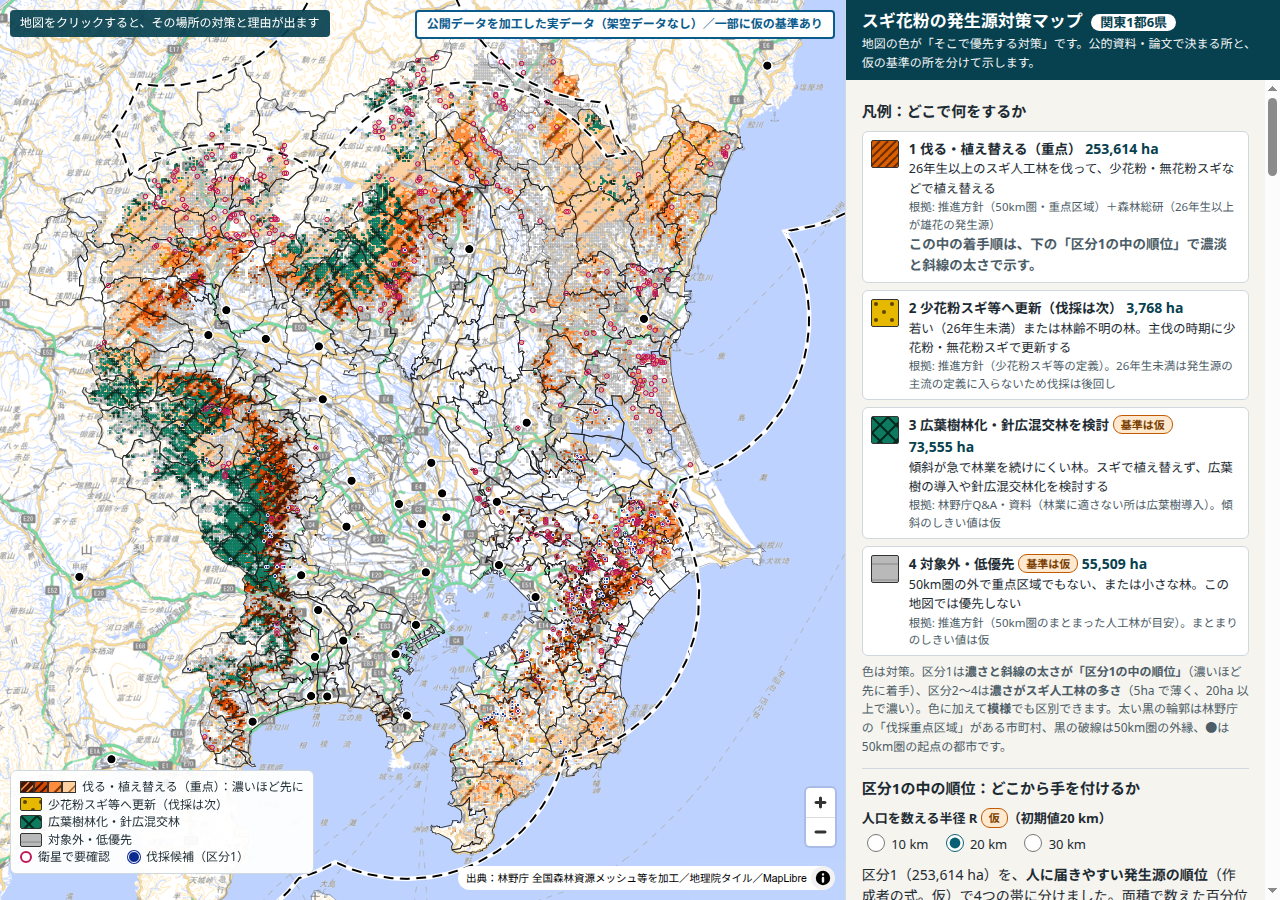 地図をクリックすると、その場所の対策と理由が出ます
公開データを加工した実データ（架空データなし）／一部に仮の基準あり
伐る・植え替える（重点）：濃いほど先に
少花粉スギ等へ更新（伐採は次）
広葉樹林化・針広混交林
対象外・低優先
衛星で要確認 伐採候補（区分1）
+
−
出典：林野庁 全国森林資源メッシュ等を加工／地理院タイル／MapLibre
スギ花粉の発生源対策マップ 関東1都6県
地図の色が「そこで優先する対策」です。公的資料・論文で決まる所と、
仮の基準の所を分けて示します。
凡例：どこで何をするか
1 伐る・植え替える（重点） 253,614 ha
26年生以上のスギ人工林を伐って、少花粉・無花粉スギな
どで植え替える
根拠: 推進方針（50km圏・重点区域）＋森林総研（26年生以上
が雄花の発生源）
この中の着手順は、下の「区分1の中の順位」で濃淡
と斜線の太さで示す。
2 少花粉スギ等へ更新（伐採は次） 3,768 ha
若い（26年生未満）または林齢不明の林。主伐の時期に少
花粉・無花粉スギで更新する
根拠: 推進方針（少花粉スギ等の定義）。26年生未満は発生源の
主流の定義に入らないため伐採は後回し
3 広葉樹林化・針広混交林を検討 基準は仮
73,555 ha
傾斜が急で林業を続けにくい林。スギで植え替えず、広葉
樹の導入や針広混交林化を検討する
根拠: 林野庁Q&A・資料（林業に適さない所は広葉樹導入）。傾
斜のしきい値は仮
4 対象外・低優先 基準は仮 55,509 ha
50km圏の外で重点区域でもない、または小さな林。この
地図では優先しない
根拠: 推進方針（50km圏のまとまった人工林が目安）。まとまり
のしきい値は仮
色は対策。区分1は濃さと斜線の太さが「区分1の中の順位」（濃いほど
先に着手）、区分2〜4は濃さがスギ人工林の多さ（5ha で薄く、20ha 以
上で濃い）。色に加えて模様でも区別できます。太い黒の輪郭は林野庁
の「伐採重点区域」がある市町村、黒の破線は50km圏の外縁、●は
50km圏の起点の都市です。
区分1の中の順位：どこから手を付けるか
人口を数える半径 R 仮 （初期値20 km）
10 km 20 km 30 km
区分1（253,614 ha）を、人に届きやすい発生源の順位（作
成者の式。仮）で4つの帯に分けました。面積で数えた百分位